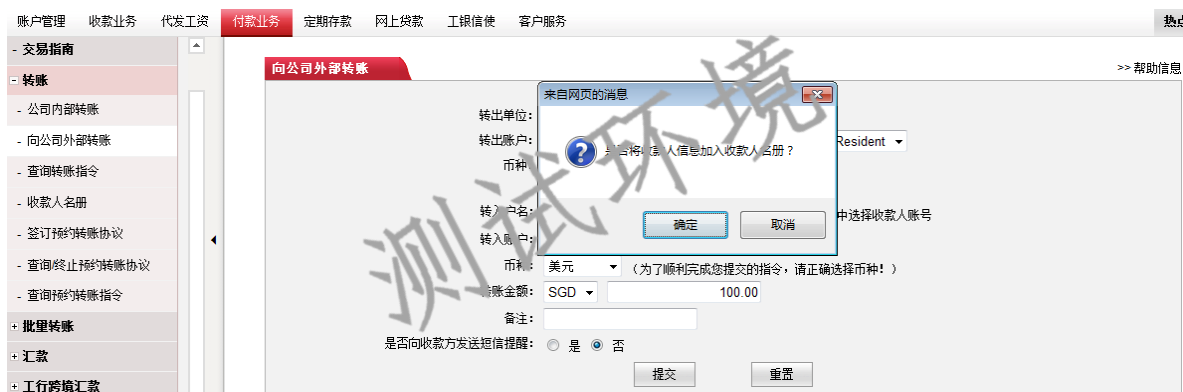 账户管理 收款业务 代发工资 付款业务 定期存款 网上贷款 工银信使 客户服务 热点
- 交易指南
向公司外部转账
>> 帮助信息
转账
- 公司内部转账
- 向公司外部转账
- 查询转账指令
- 收款人名册
- 签订预约转账协议
- 查询/终止预约转账协议
- 查询预约转账指令
批量转账
汇款
工行跨境汇款
来自网页的消息
是否将收款人信息加入收款人名册？
确定 取消
转出单位:
转出账户: Resident
币种
转入户名: 中选择收款人账号
转入账户:
币种: 美元 （为了顺利完成您提交的指令，请正确选择币种！）
转账金额: SGD 100.00
备注:
是否向收款方发送短信提醒: 是 否
提交 重置
测试环境